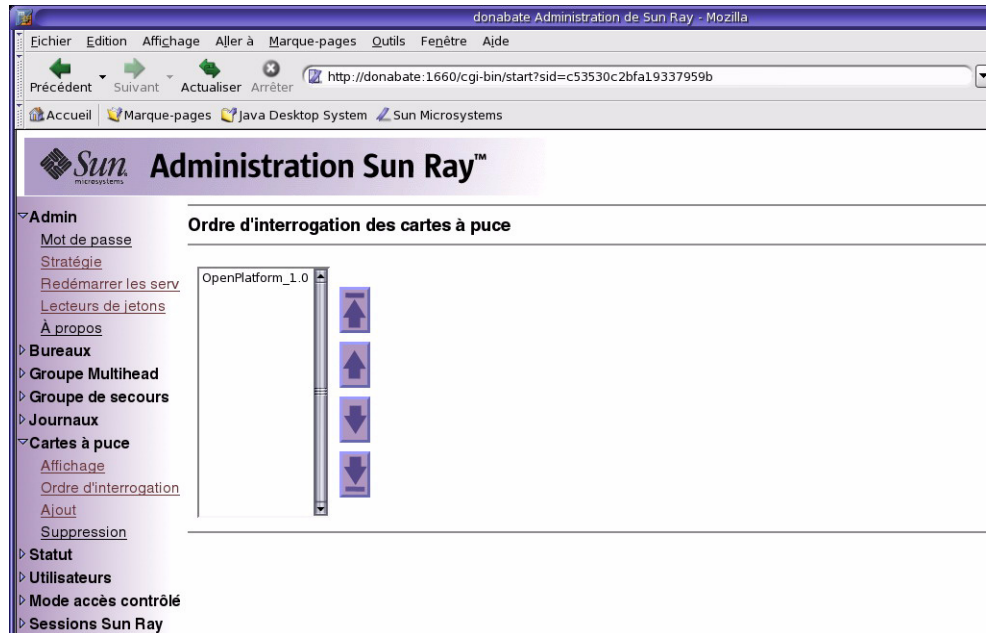 donabate Administration de Sun Ray - Mozilla
Fichier Edition Affichage Aller à Marque-pages Outils Fenêtre Ajde
Précédent Suivant Actualiser Arrêter http://donabate:1660/cgi-bin/start?sid=c53530c2bfa19337959b
Accueil Marque-pages Java Desktop System Sun Microsystems
Sun microsystems Administration Sun Ray™
Admin
Mot de passe
Stratégie
Redémarrer les serv
Lecteurs de jetons
À propos
Bureaux
Groupe Multihead
Groupe de secours
Journaux
Cartes à puce
Affichage
Ordre d'interrogation
Ajout
Suppression
Statut
Utilisateurs
Mode accès contrôlé
Sessions Sun Ray
Ordre d'interrogation des cartes à puce
OpenPlatform_1.0